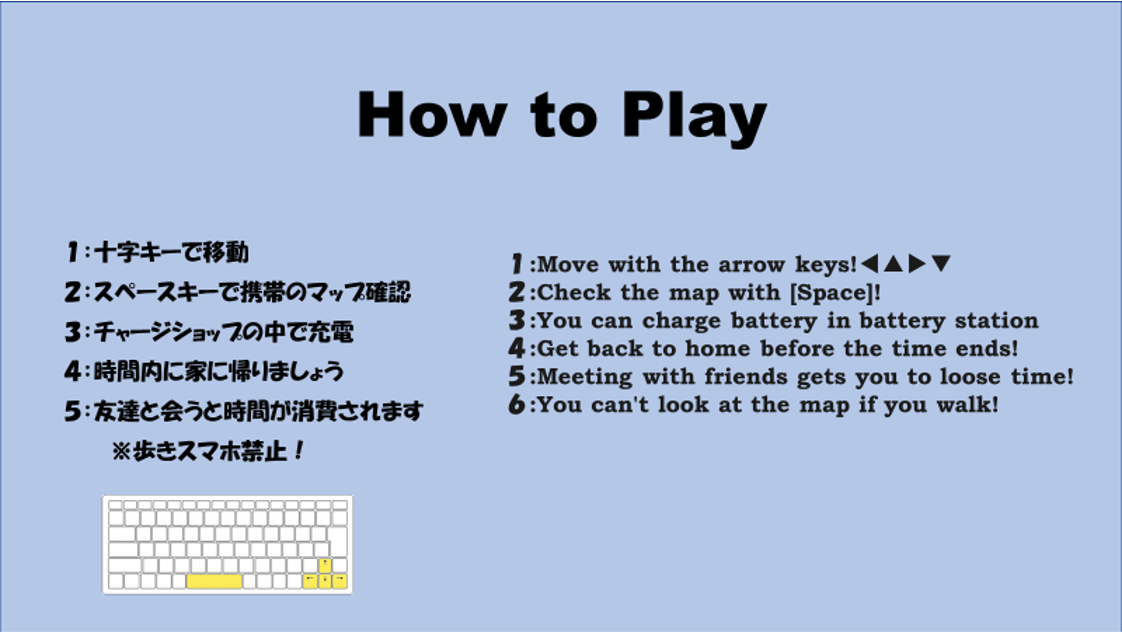 How to Play
1:十字キーで移動
2:スペースキーで携帯のマップ確認
3:チャージショップの中で充電
4:時間内に家に帰りましょう
5:友達と会うと時間が消費されます
※歩きスマホ禁止！
1:Move with the arrow keys!◀▲▶▼
2:Check the map with [Space]!
3:You can charge battery in battery station
4:Get back to home before the time ends!
5:Meeting with friends gets you to loose time!
6:You can't look at the map if you walk!
↑
← ↓ →